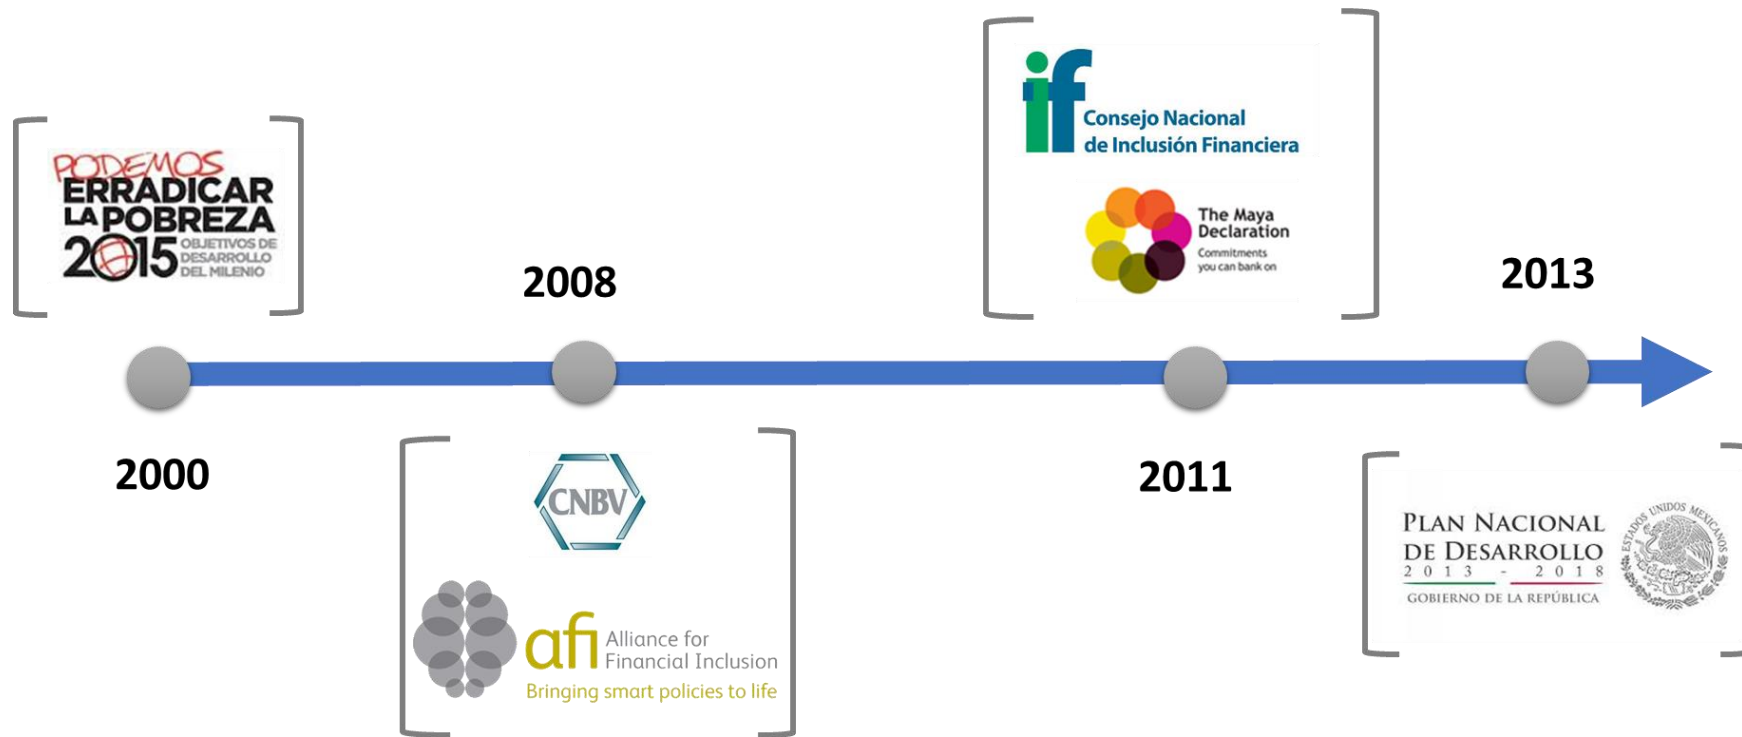 PODEMOS
ERRADICAR
LA POBREZA
2015 OBJETIVOS DE
DESARROLLO
DEL MILENIO
2000
2008
CNBV
afi Alliance for
Financial Inclusion
Bringing smart policies to life
if Consejo Nacional
de Inclusión Financiera
The Maya
Declaration
Commitments
you can bank on
2011
2013
PLAN NACIONAL
DE DESARROLLO
2013 - 2018
GOBIERNO DE LA REPÚBLICA
ESTADOS UNIDOS MEXICANOS